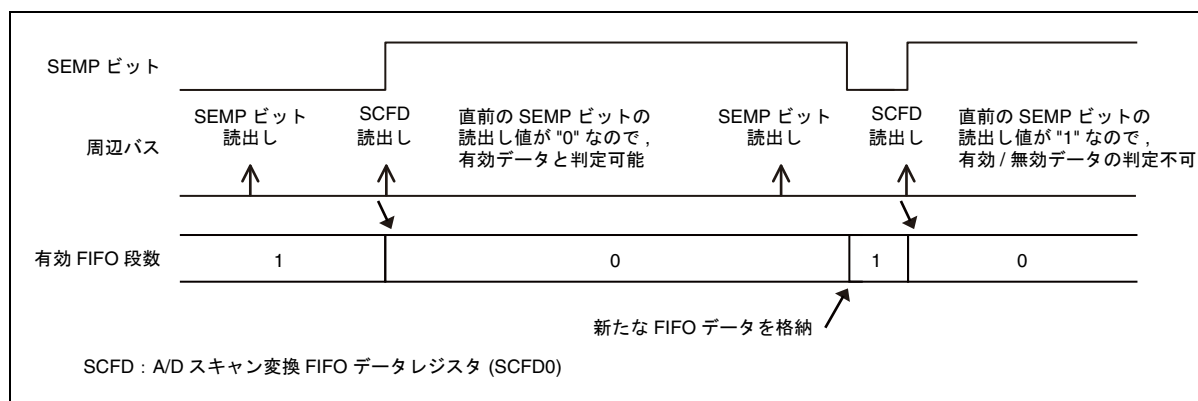 SEMP ビット
周辺バス
SEMP ビット
読出し
SCFD
読出し
直前の SEMP ビットの
読出し値が "0" なので ,
有効データと判定可能
SEMP ビット
読出し
SCFD
読出し
直前の SEMP ビットの
読出し値が "1" なので ,
有効 / 無効データの判定不可
有効 FIFO 段数
1
0
1
0
新たな FIFO データを格納
SCFD : A/D スキャン変換 FIFO データレジスタ (SCFD0)